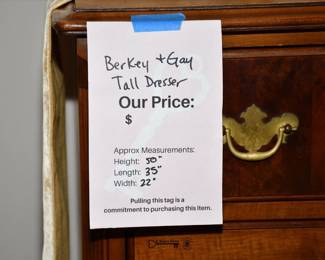 Berkey + Gay
Tall Dresser
Our Price:
$
Approx Measurements:
Height: 50"
Length: 35"
Width: 22"
Pulling this tag is a
commitment to purchasing this item.